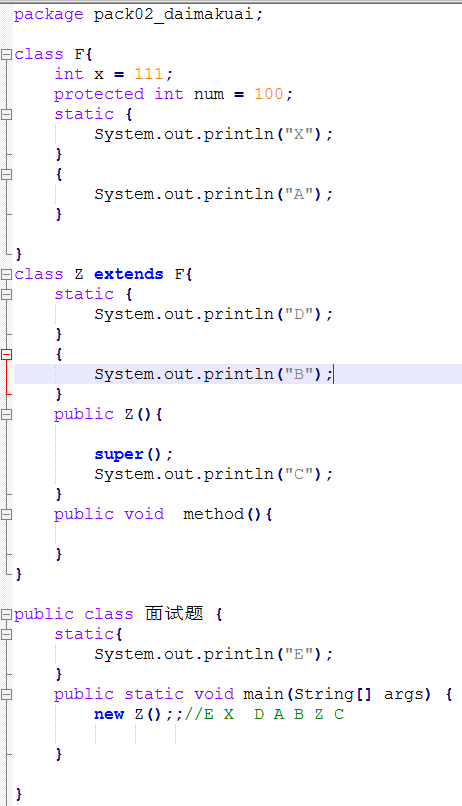 package pack02_daimakuai;
class F{
int x = 111;
protected int num = 100;
static {
System.out.println("X");
}
{
System.out.println("A");
}
}
class Z extends F{
static {
System.out.println("D");
}
{
System.out.println("B");
}
public Z(){
super();
System.out.println("C");
}
public void  method(){
}
}
public class 面试题 {
static{
System.out.println("E");
}
public static void main(String[] args) {
new Z();;//E X  D A B Z C
}
}